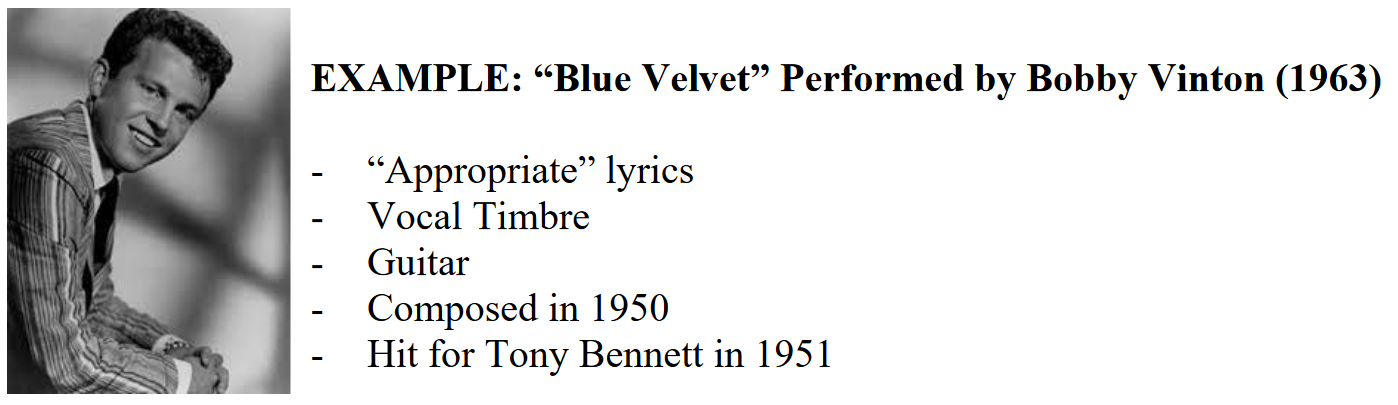 EXAMPLE: “Blue Velvet” Performed by Bobby Vinton (1963)
- “Appropriate” lyrics
- Vocal Timbre
- Guitar
- Composed in 1950
- Hit for Tony Bennett in 1951